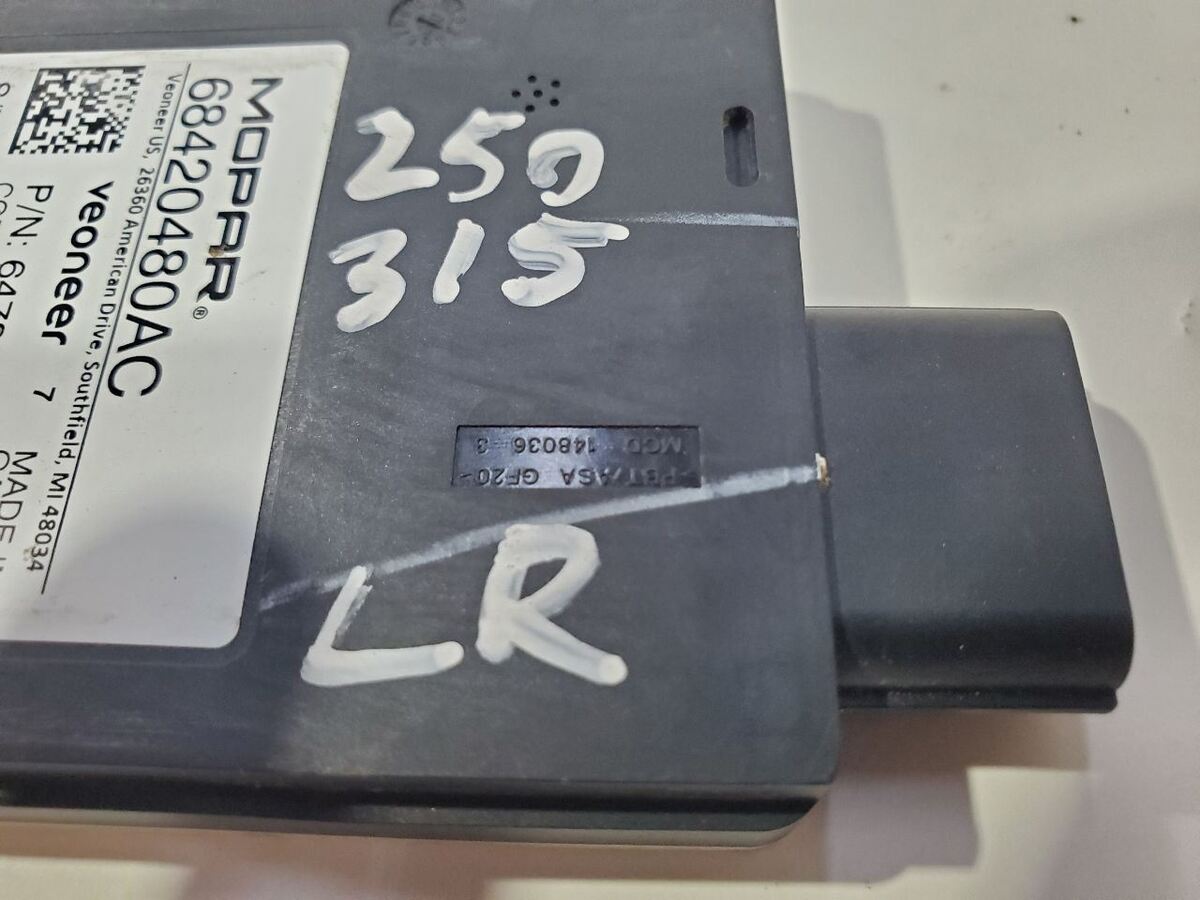 MOPAR®
68420480AC
Veoneer US, 26360 American Drive, Southfield, MI 48034
veoneer 7
P/N: 6478
MADE
250
315
PBT/ASA GF20
MCD 148036-3
LR